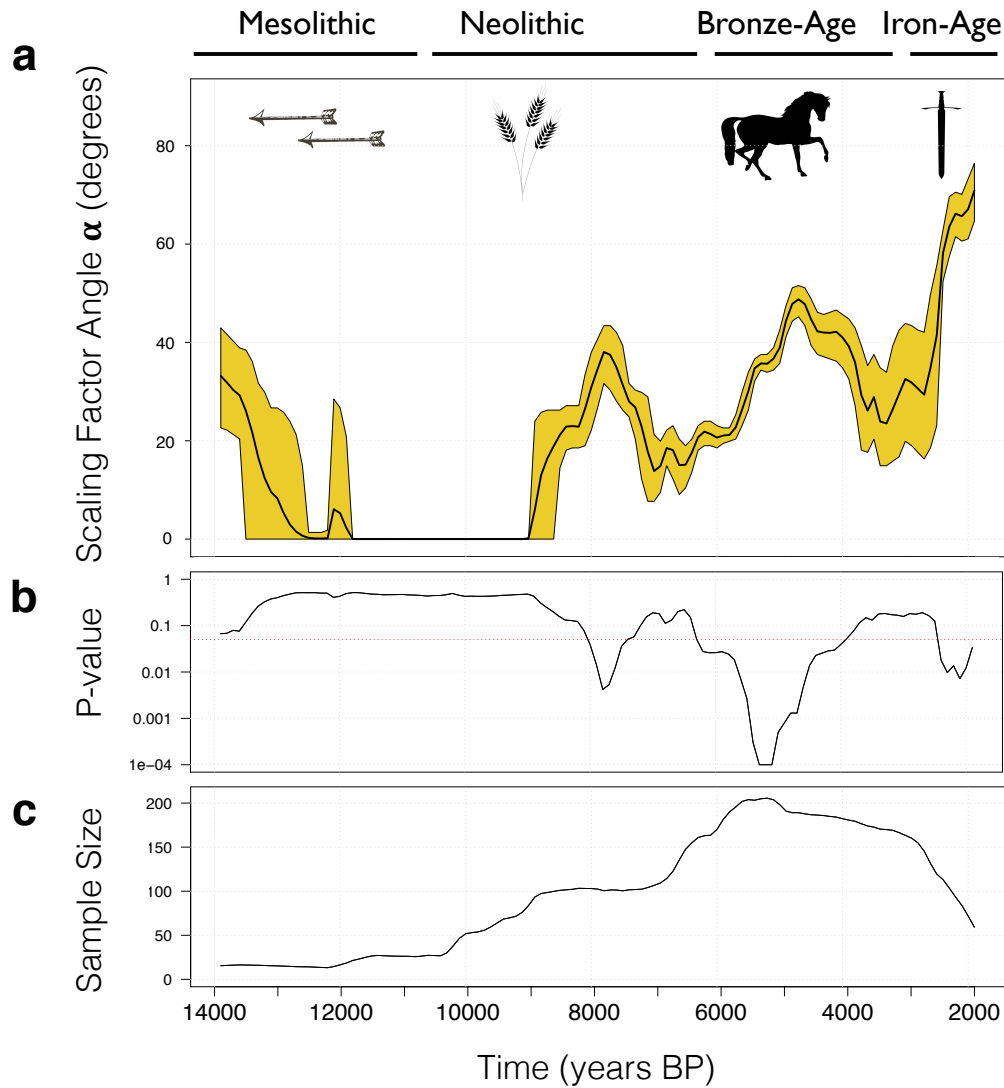 Mesolithic Neolithic Bronze-Age Iron-Age
a
Scaling Factor Angle α (degrees)
80
60
40
20
0
b
P-value
1
0.1
0.01
0.001
1e−04
c
Sample Size
200
150
100
50
0
14000 12000 10000 8000 6000 4000 2000
Time (years BP)